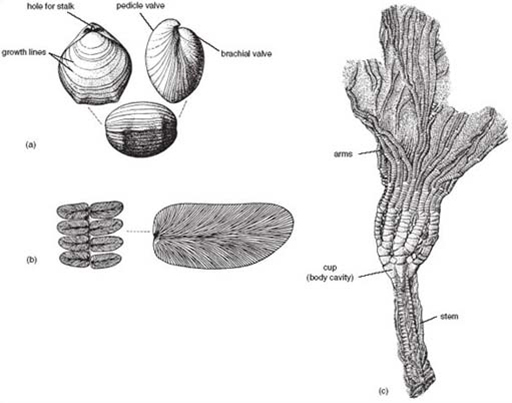 hole for stalk
pedicle valve
growth lines
brachial valve
(a)
arms
(b)
cup
(body cavity)
stem
(c)